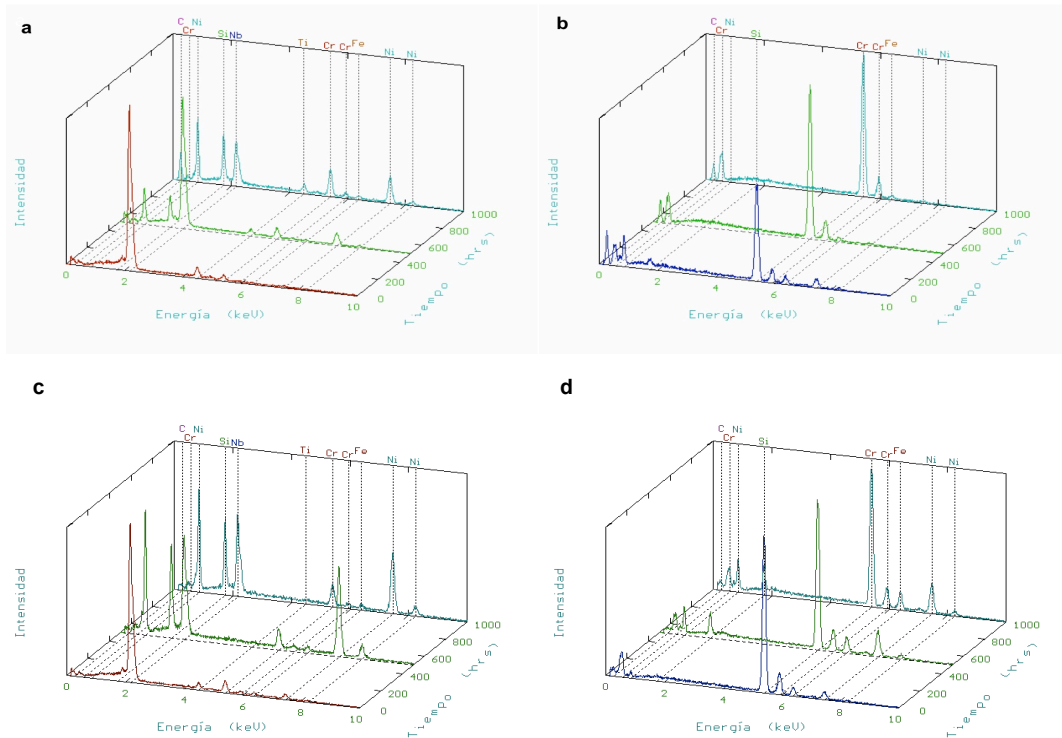 a
C Ni
Cr
Si Nb Ti Cr Cr Fe Ni Ni
Intensidad
0 2 4 6 8 10
Energía (keV)
0 200 400 600 800 1000
Tiempo (hrs)
b
C Ni
Cr
Si Cr Cr Fe Ni Ni
Intensidad
0 2 4 6 8 10
Energía (keV)
0 200 400 600 800 1000
Tiempo (hrs)
c
C Ni
Cr
Si Nb Ti Cr Cr Fe Ni Ni
Intensidad
0 2 4 6 8 10
Energía (keV)
0 200 400 600 800 1000
Tiempo (hrs)
d
C Ni
Cr
Si Cr Cr Fe Ni Ni
Intensidad
0 2 4 6 8 10
Energía (keV)
0 200 400 600 800 1000
Tiempo (hrs)